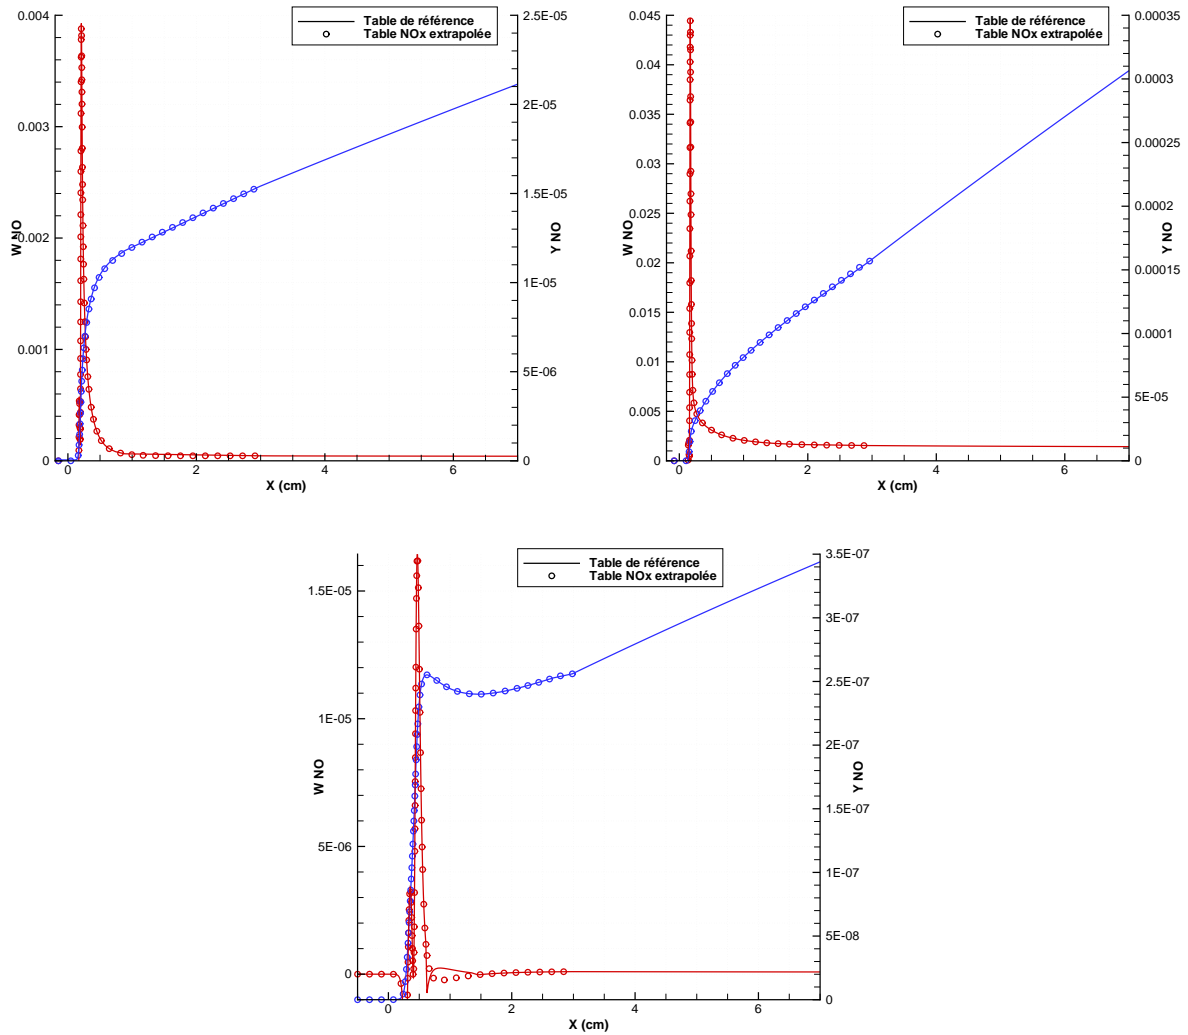 Table de référence
Table NOx extrapolée
0.004
0.003
0.002
0.001
0
W NO
2.5E-05
2E-05
1.5E-05
1E-05
5E-06
0
Y NO
0 2 4 6
X (cm)
Table de référence
Table NOx extrapolée
0.045
0.04
0.035
0.03
0.025
0.02
0.015
0.01
0.005
0
W NO
0.00035
0.0003
0.00025
0.0002
0.00015
0.0001
5E-05
0
Y NO
0 2 4 6
X (cm)
Table de référence
Table NOx extrapolée
1.5E-05
1E-05
5E-06
0
W NO
3.5E-07
3E-07
2.5E-07
2E-07
1.5E-07
1E-07
5E-08
0
Y NO
0 2 4 6
X (cm)